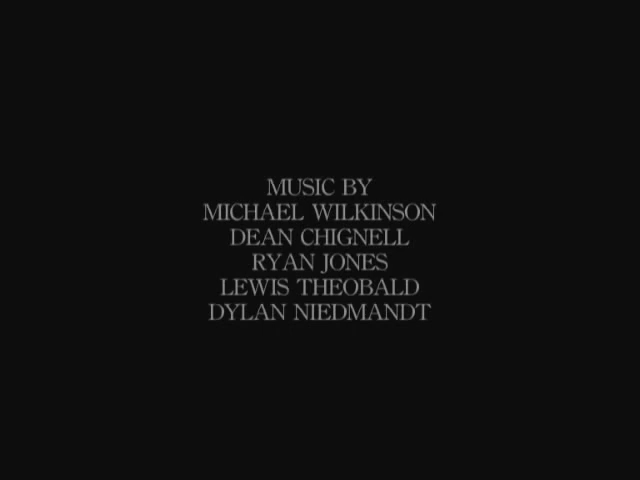 MUSIC BY
MICHAEL WILKINSON
DEAN CHIGNELL
RYAN JONES
LEWIS THEOBALD
DYLAN NIEDMANDT